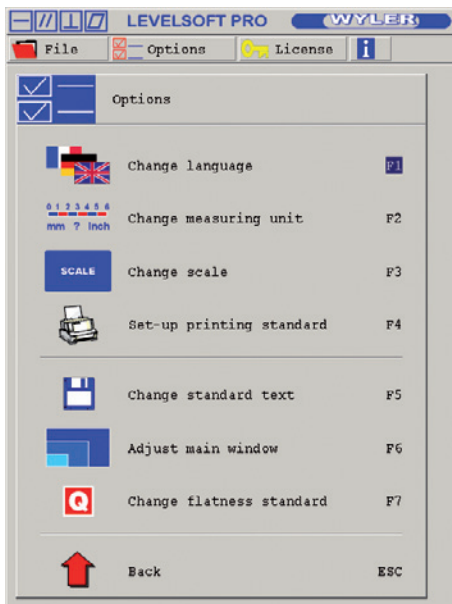 LEVELSOFT PRO WYLER
File Options License i
Options
Change language F1
0 1 2 3 4 5 6
mm ? Inch
Change measuring unit F2
SCALE
Change scale F3
Set-up printing standard F4
Change standard text F5
Adjust main window F6
Q
Change flatness standard F7
Back ESC